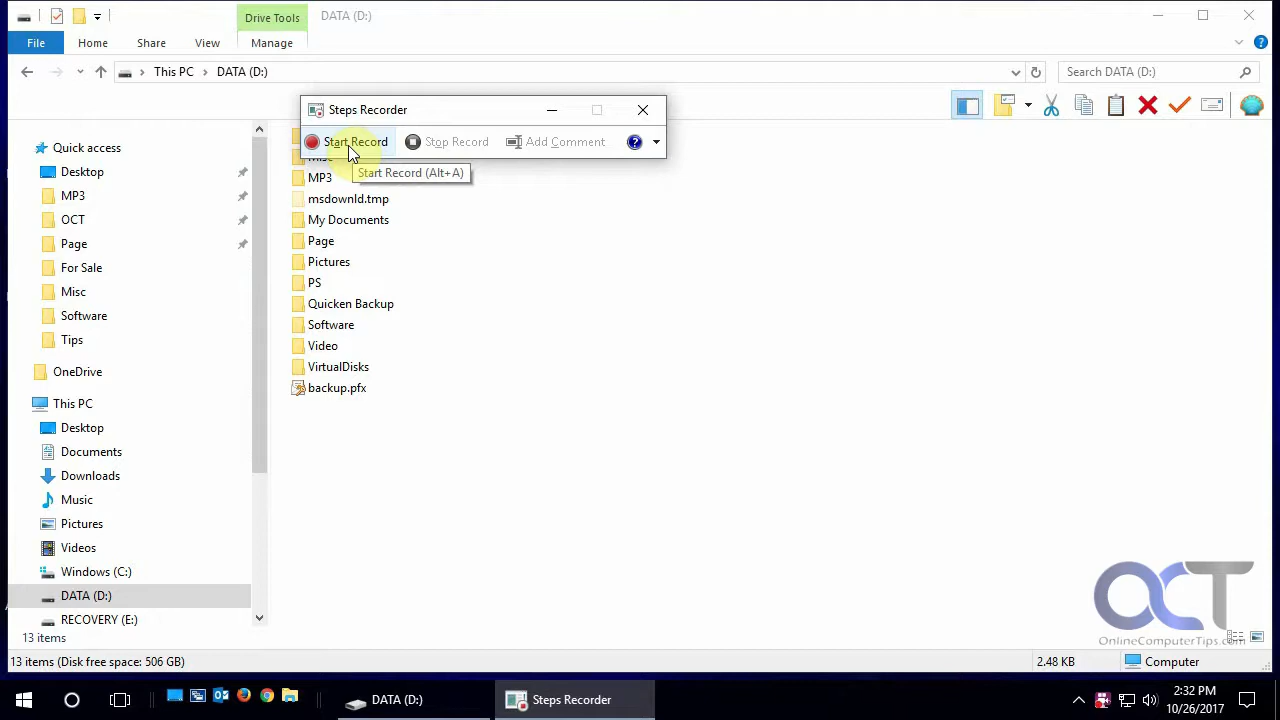 Drive Tools DATA (D:)
File Home Share View Manage
This PC DATA (D:) Search DATA (D:)
Steps Recorder
Start Record Stop Record Add Comment
Start Record (Alt+A)
Quick access
Desktop
MP3
OCT
Page
For Sale
Misc
Software
Tips
OneDrive
This PC
Desktop
Documents
Downloads
Music
Pictures
Videos
Windows (C:)
DATA (D:)
RECOVERY (E:)
Misc
MP3
msdownld.tmp
My Documents
Page
Pictures
PS
Quicken Backup
Software
Video
VirtualDisks
backup.pfx
OCT
OnlineComputerTips.com
13 items
13 items (Disk free space: 506 GB) 2.48 KB Computer
DATA (D:) Steps Recorder 2:32 PM
10/26/2017